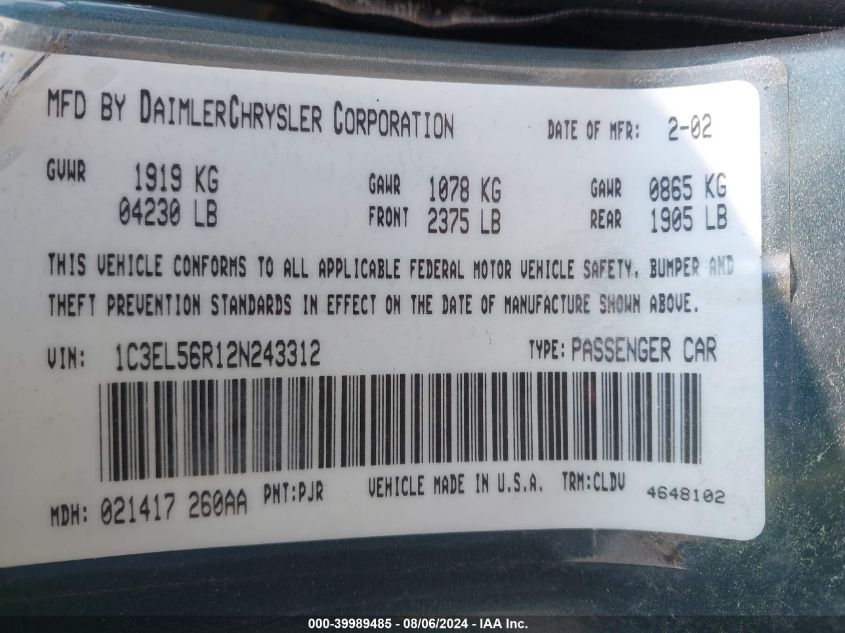 MFD BY DAIMLERCHRYSLER CORPORATION DATE OF MFR: 2-02
GVWR 1919 KG GAWR 1078 KG GAWR 0865 KG
04230 LB FRONT 2375 LB REAR 1905 LB
THIS VEHICLE CONFORMS TO ALL APPLICABLE FEDERAL MOTOR VEHICLE SAFETY, BUMPER AND
THEFT PREVENTION STANDARDS IN EFFECT ON THE DATE OF MANUFACTURE SHOWN ABOVE.
VIN: 1C3EL56R12N243312 TYPE: PASSENGER CAR
MDH: 021417 260AA PNT:PJR VEHICLE MADE IN U.S.A. TRM:CLDV 4648102
000-39989485 - 08/06/2024 - IAA Inc.